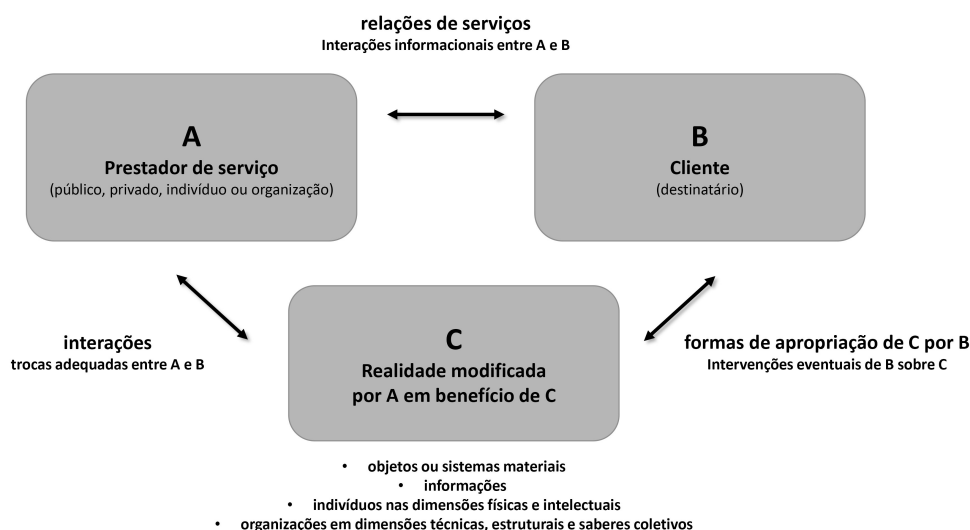 relações de serviços
Interações informacionais entre A e B
A
Prestador de serviço
(público, privado, indivíduo ou organização)
B
Cliente
(destinatário)
interações
trocas adequadas entre A e B
C
Realidade modificada
por A em benefício de C
formas de apropriação de C por B
Intervenções eventuais de B sobre C
• objetos ou sistemas materiais
• informações
• indivíduos nas dimensões físicas e intelectuais
• organizações em dimensões técnicas, estruturais e saberes coletivos